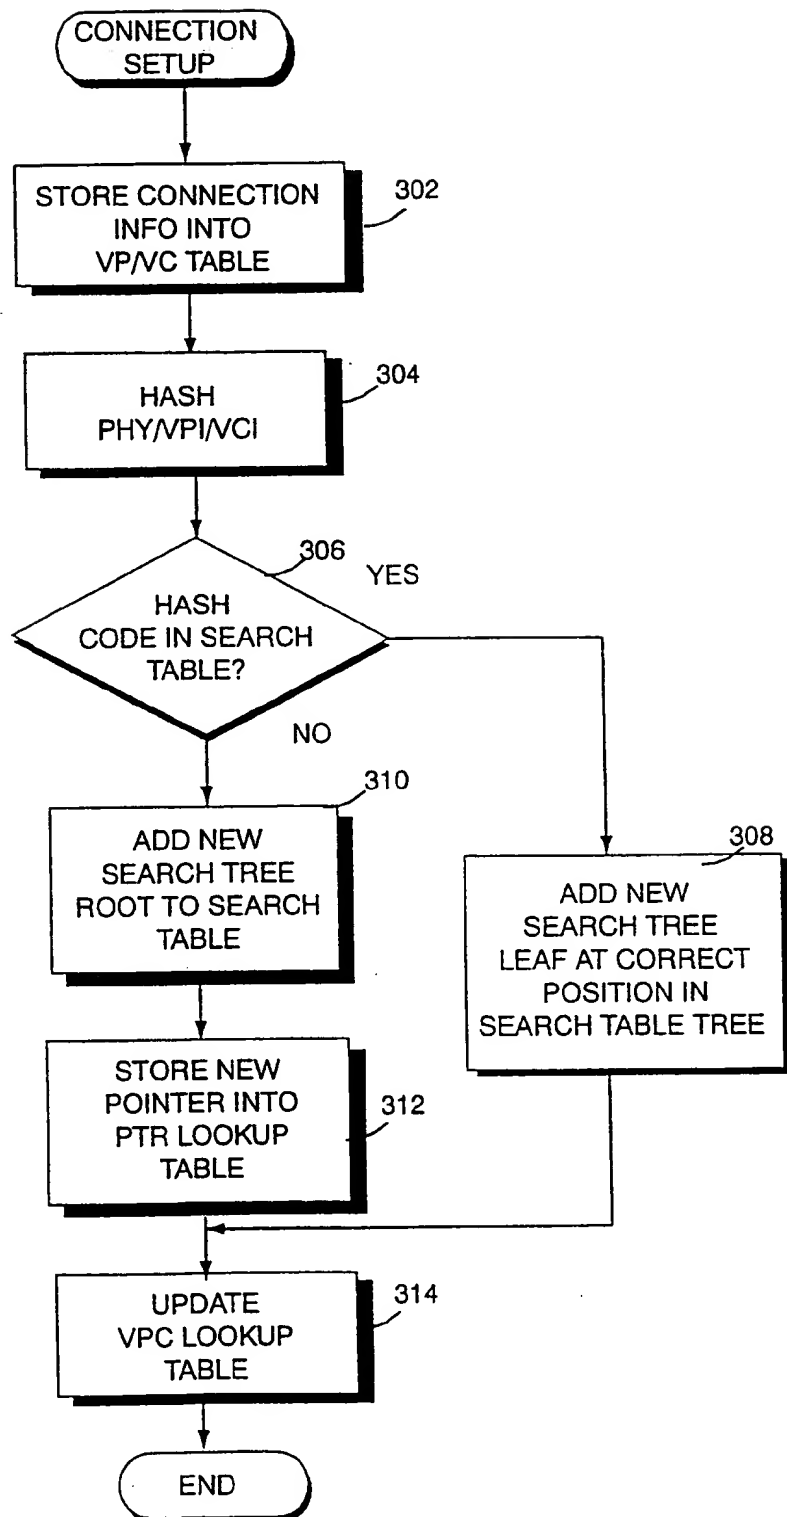 CONNECTION
SETUP
STORE CONNECTION
INFO INTO
VP/VC TABLE
302
HASH
PHY/VPI/VCI
304
306
YES
HASH
CODE IN SEARCH
TABLE?
NO
310
ADD NEW
SEARCH TREE
ROOT TO SEARCH
TABLE
308
ADD NEW
SEARCH TREE
LEAF AT CORRECT
POSITION IN
SEARCH TABLE TREE
STORE NEW
POINTER INTO
PTR LOOKUP
TABLE
312
UPDATE
VPC LOOKUP
TABLE
314
END